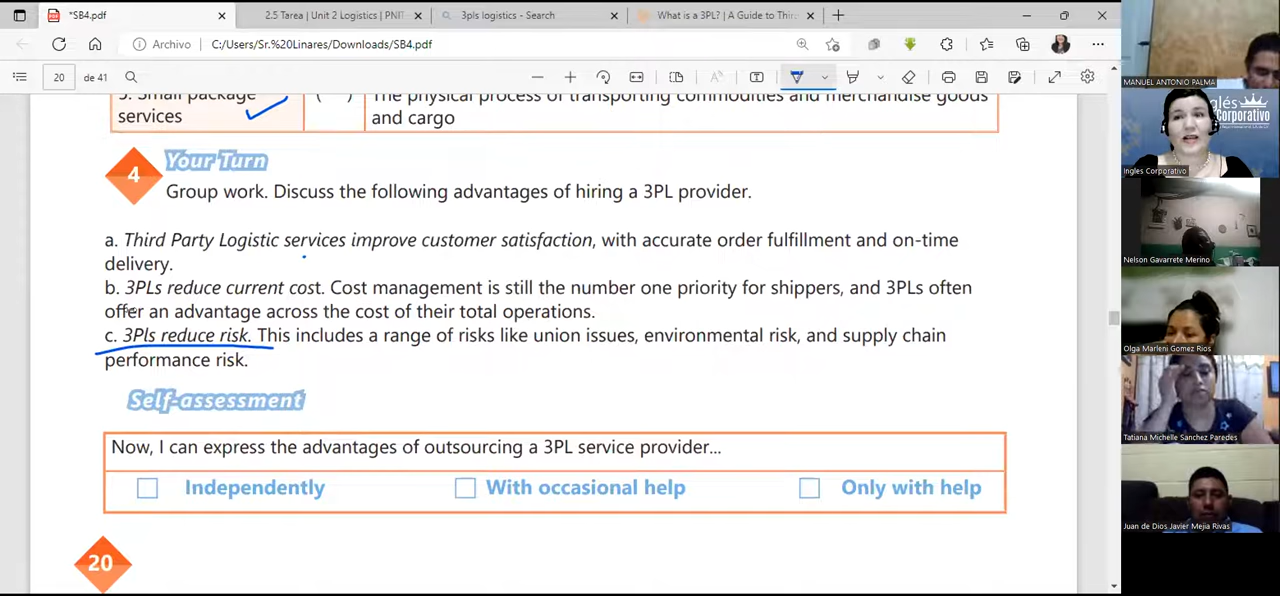 *SB4.pdf
2.5 Tarea | Unit 2 Logistics | PNIT
3pls logistics - Search
What is a 3PL? | A Guide to Thir
Archivo
C:/Users/Sr.%20Linares/Downloads/SB4.pdf
20 de 41
services
The physical process of transporting commodities and merchandise goods
and cargo
4
Your Turn
Group work. Discuss the following advantages of hiring a 3PL provider.
a. Third Party Logistic services improve customer satisfaction, with accurate order fulfillment and on-time
delivery.
b. 3PLs reduce current cost. Cost management is still the number one priority for shippers, and 3PLs often
offer an advantage across the cost of their total operations.
c. 3Pls reduce risk. This includes a range of risks like union issues, environmental risk, and supply chain
performance risk.
Self-assessment
Now, I can express the advantages of outsourcing a 3PL service provider...
Independently
With occasional help
Only with help
20
MANUEL ANTONIO PALMA
nglés
Corporativo
Ingles Corporativo
Nelson Gavarrete Merino
Olga Marleni Gomez Rios
Tatiana Michelle Sanchez Paredes
Juan de Dios Javier Mejia Rivas